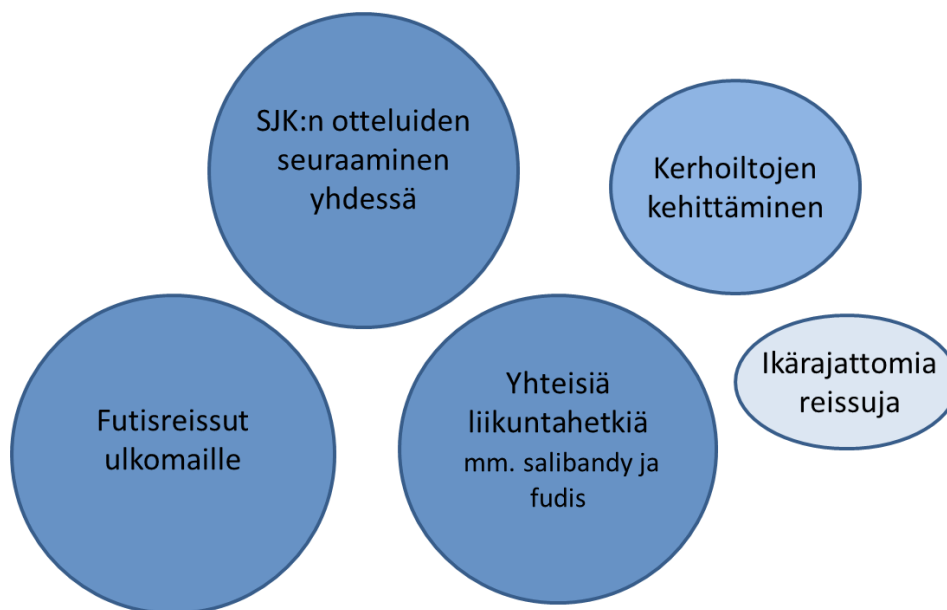 SJK:n otteluiden
seuraaminen
yhdessä
Kerhoiltojen
kehittäminen
Ikärajattomia
reissuja
Futisreissut
ulkomaille
Yhteisiä
liikuntahetkiä
mm. salibandy ja
fudis